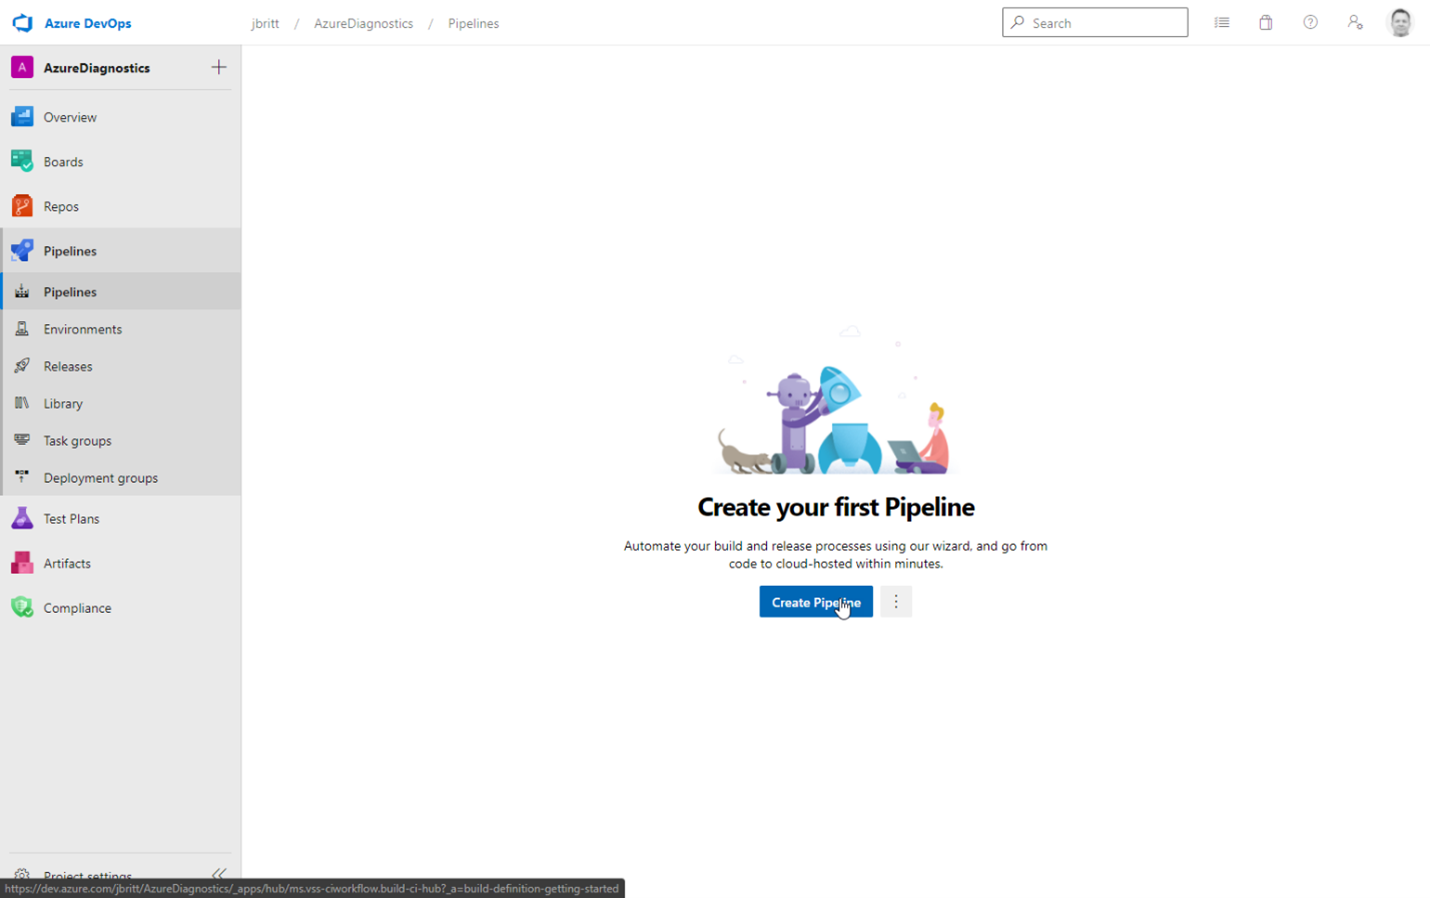 Azure DevOps
jbritt / AzureDiagnostics / Pipelines
Search
A AzureDiagnostics
Overview
Boards
Repos
Pipelines
Pipelines
Environments
Releases
Library
Task groups
Deployment groups
Test Plans
Artifacts
Compliance
Create your first Pipeline
Automate your build and release processes using our wizard, and go from
code to cloud-hosted within minutes.
Create Pipeline
Project settings
https://dev.azure.com/jbritt/AzureDiagnostics/_apps/hub/ms.vss-ciworkflow.build-ci-hub?_a=build-definition-getting-started